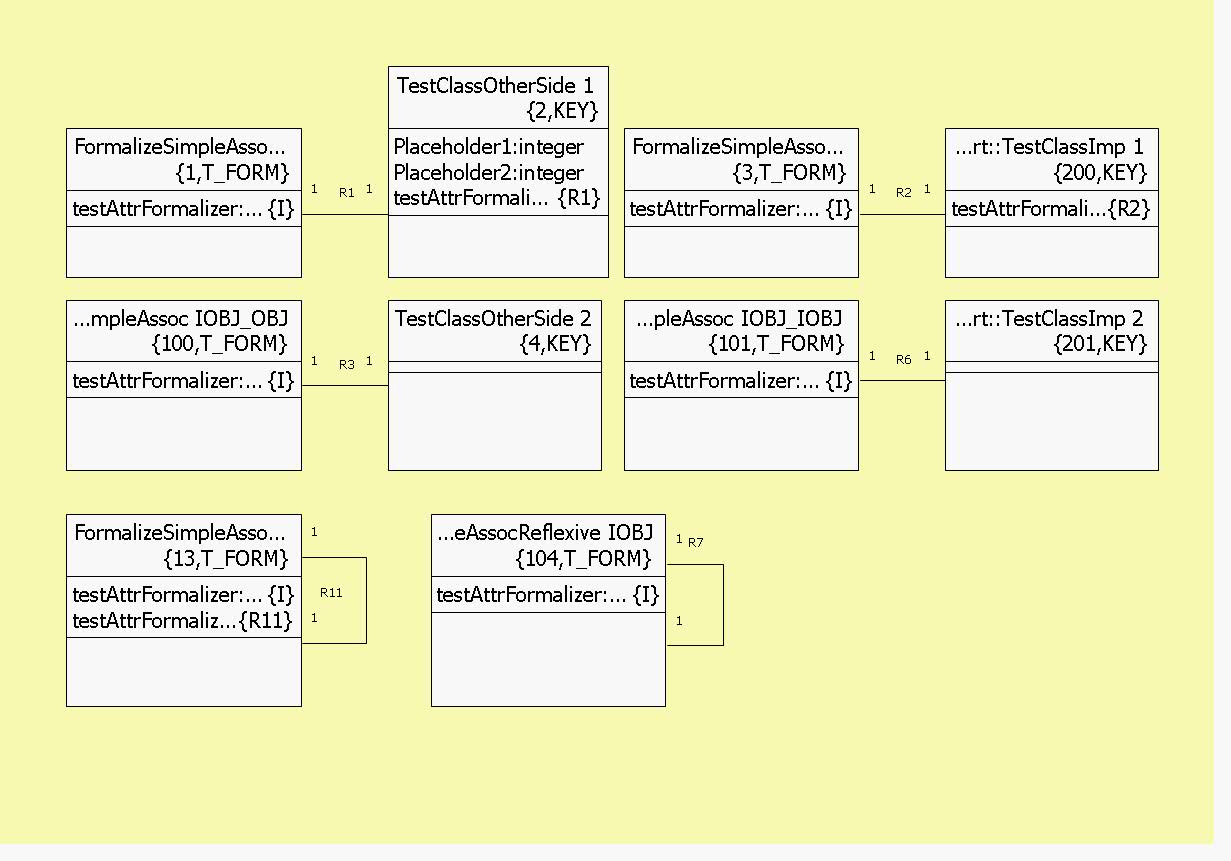 TestClassOtherSide 1
{2,KEY}
Placeholder1:integer
Placeholder2:integer
testAttrFormali... {R1}
FormalizeSimpleAsso...
{1,T_FORM}
testAttrFormalizer:... {I}
1 R1 1
FormalizeSimpleAsso...
{3,T_FORM}
testAttrFormalizer:... {I}
1 R2 1
...rt::TestClassImp 1
{200,KEY}
testAttrFormali...{R2}
...mpleAssoc IOBJ_OBJ
{100,T_FORM}
testAttrFormalizer:... {I}
1 R3 1
TestClassOtherSide 2
{4,KEY}
...pleAssoc IOBJ_IOBJ
{101,T_FORM}
testAttrFormalizer:... {I}
1 R6 1
...rt::TestClassImp 2
{201,KEY}
FormalizeSimpleAsso...
{13,T_FORM}
testAttrFormalizer:... {I}
testAttrFormaliz...{R11}
1
R11
1
...eAssocReflexive IOBJ
{104,T_FORM}
testAttrFormalizer:... {I}
1 R7
1